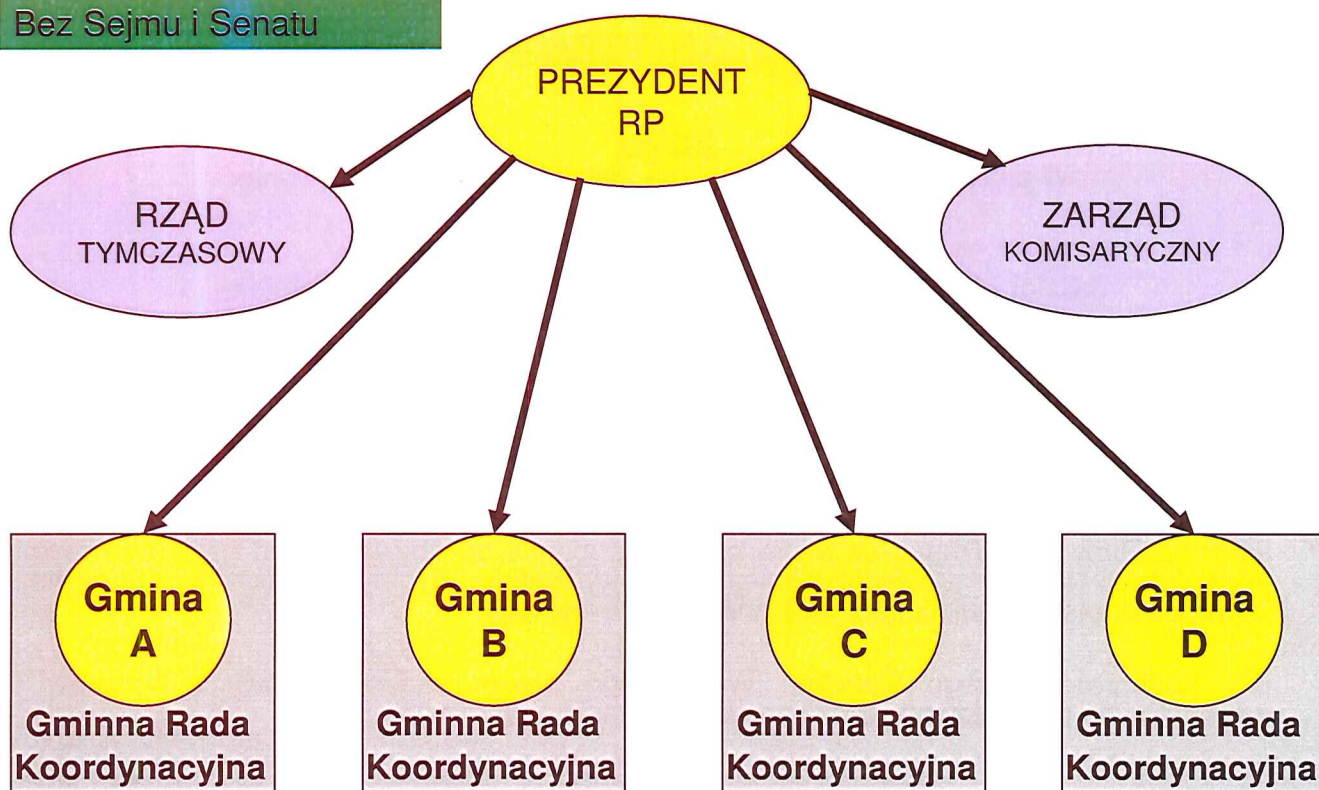 Bez Sejmu i Senatu
PREZYDENT
RP
RZĄD
TYMCZASOWY
ZARZĄD
KOMISARYCZNY
Gmina
A
Gminna Rada
Koordynacyjna
Gmina
B
Gminna Rada
Koordynacyjna
Gmina
C
Gminna Rada
Koordynacyjna
Gmina
D
Gminna Rada
Koordynacyjna